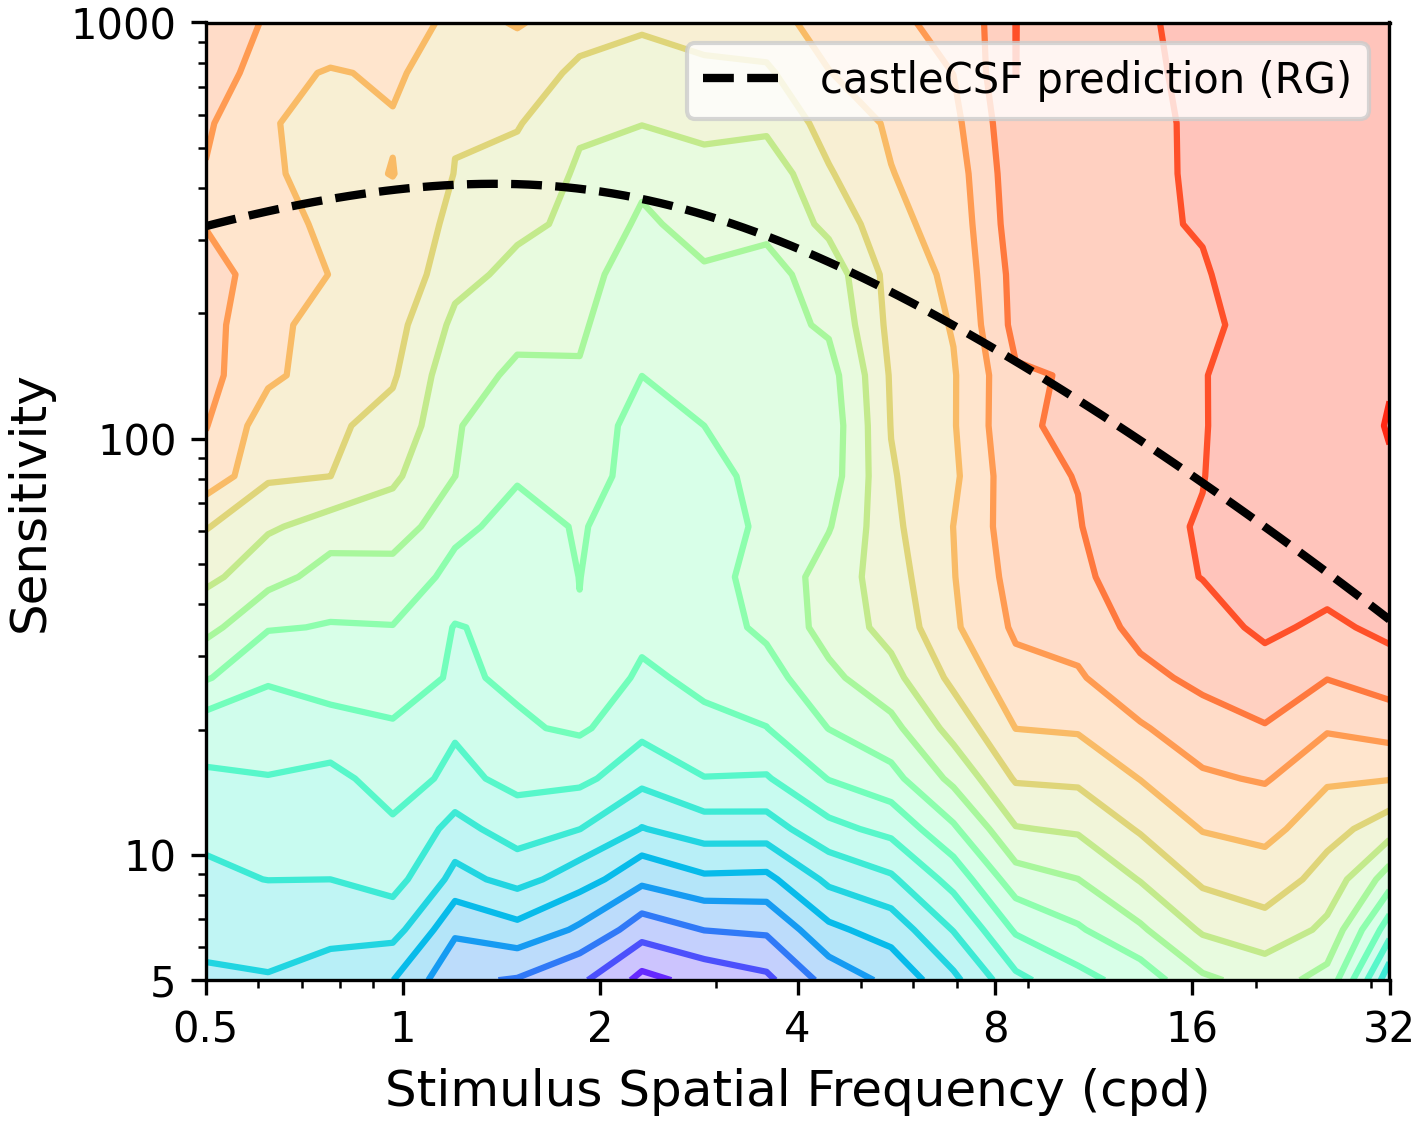 1000
castleCSF prediction (RG)
Sensitivity
100
10
5
0.5 1 2 4 8 16 32
Stimulus Spatial Frequency (cpd)